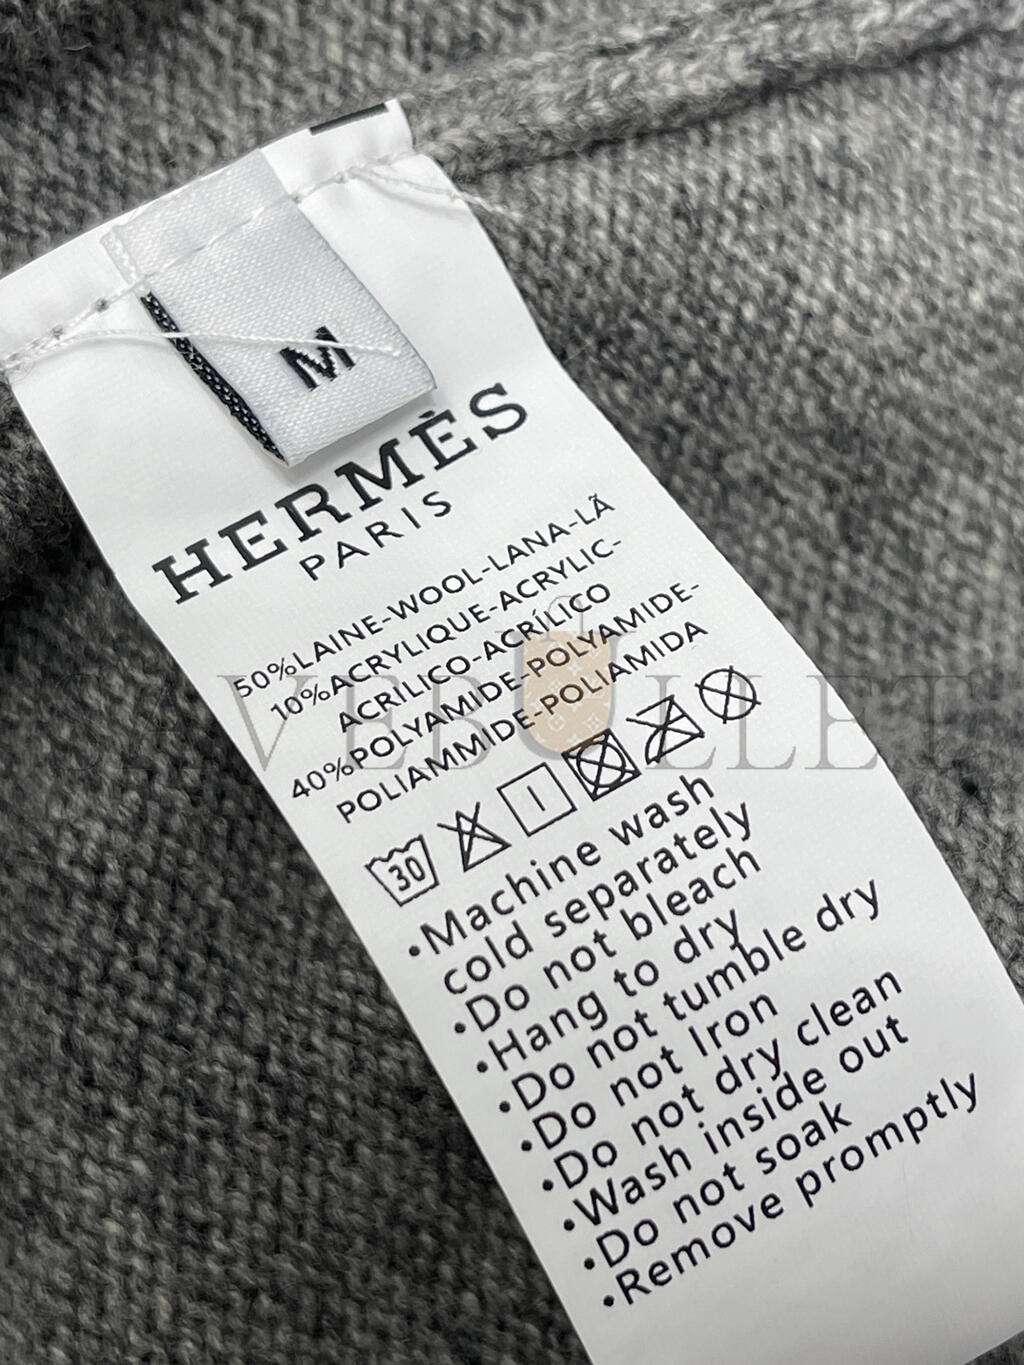 M
HERMÈS
PARIS
50%LAINE-WOOL-LANA-LÃ
10%ACRYLIQUE-ACRYLIC-
ACRILICO-ACRÍLICO
40%POLYAMIDE-POLYAMIDE-
POLIAMMIDE-POLIAMIDA
30
•Machine wash
cold separately
•Do not bleach
•Hang to dry
•Do not tumble dry
•Do not Iron
•Do not dry clean
•Wash inside out
•Do not soak
•Remove promptly